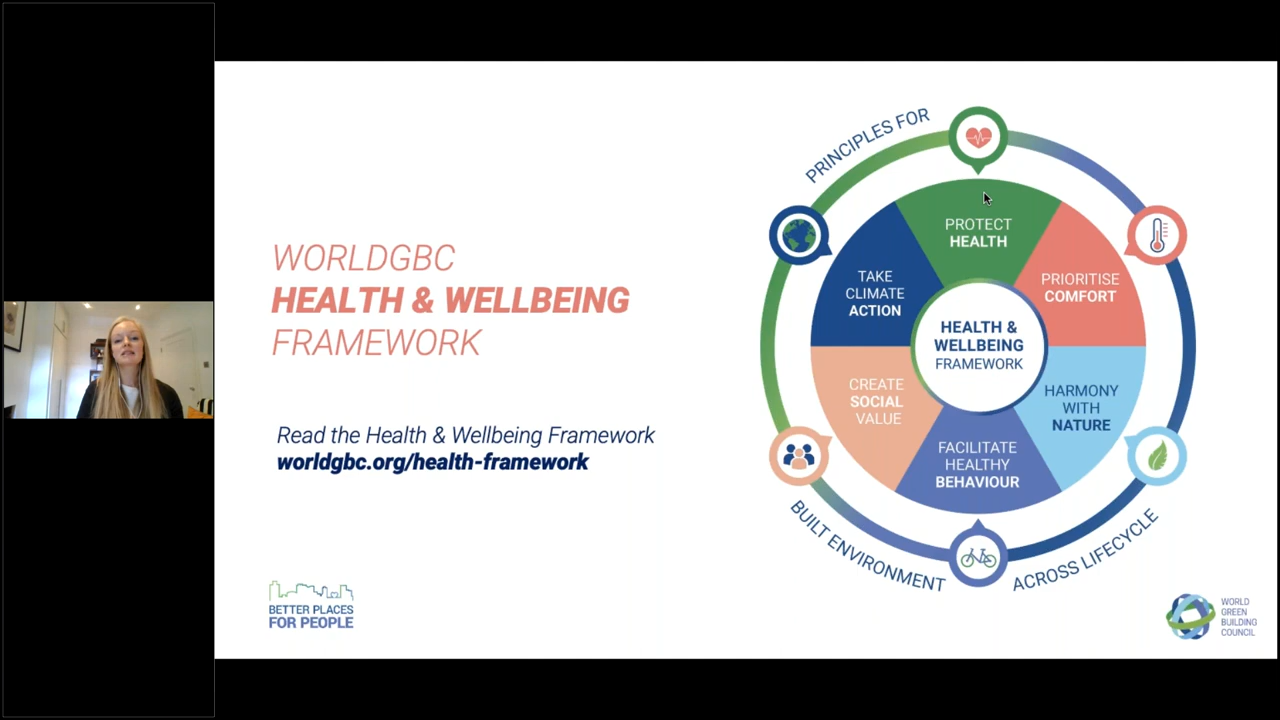 WORLDGBC
HEALTH & WELLBEING
FRAMEWORK
Read the Health & Wellbeing Framework
worldgbc.org/health-framework
BETTER PLACES
FOR PEOPLE
PRINCIPLES FOR
BUILT ENVIRONMENT
ACROSS LIFECYCLE
PROTECT
HEALTH
PRIORITISE
COMFORT
HARMONY
WITH
NATURE
FACILITATE
HEALTHY
BEHAVIOUR
CREATE
SOCIAL
VALUE
TAKE
CLIMATE
ACTION
HEALTH &
WELLBEING
FRAMEWORK
WORLD
GREEN
BUILDING
COUNCIL